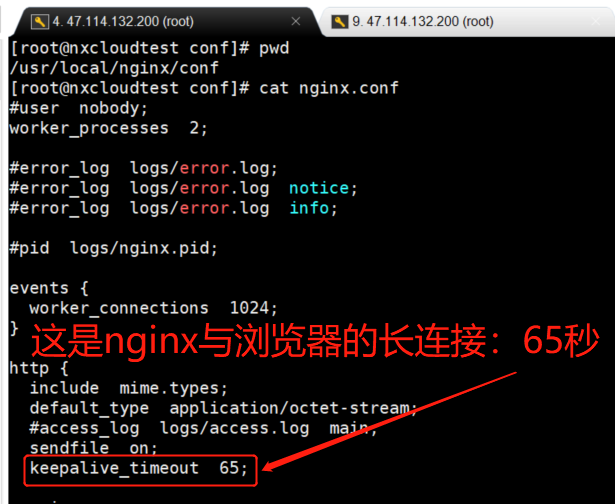 4. 47.114.132.200 (root)
9. 47.114.132.200 (root)
[root@nxcloudtest conf]# pwd
/usr/local/nginx/conf
[root@nxcloudtest conf]# cat nginx.conf
#user  nobody;
worker_processes  2;
#error_log  logs/error.log;
#error_log  logs/error.log  notice;
#error_log  logs/error.log  info;
#pid  logs/nginx.pid;
events {
worker_connections  1024;
}
这是nginx与浏览器的长连接：65秒
http {
include  mime.types;
default_type  application/octet-stream;
#access_log  logs/access.log  main;
sendfile  on;
keepalive_timeout  65;